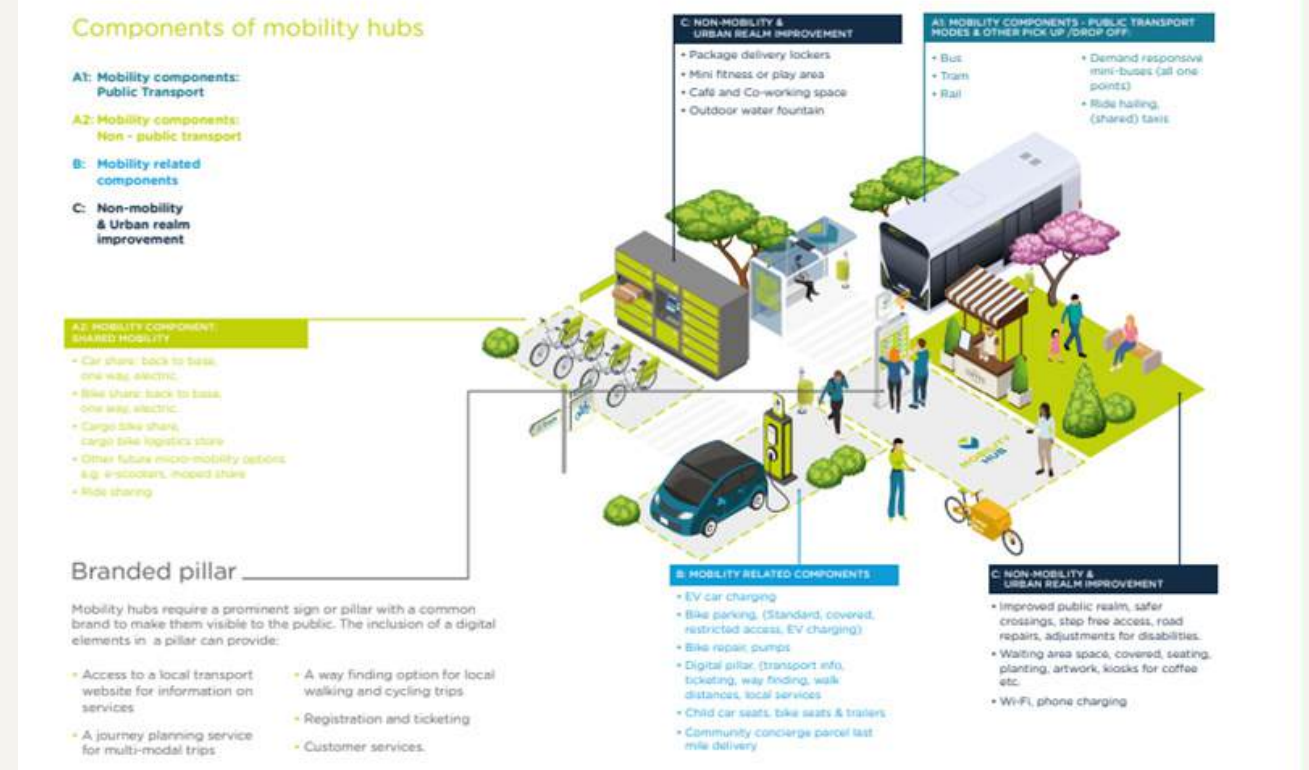 Components of mobility hubs
A1: Mobility components:
Public Transport
A2: Mobility components:
Non - public transport
B: Mobility related
components
C: Non-mobility
& Urban realm
improvement
C: NON-MOBILITY &
URBAN REALM IMPROVEMENT
• Package delivery lockers
• Mini fitness or play area
• Café and Co-working space
• Outdoor water fountain
A1: MOBILITY COMPONENTS - PUBLIC TRANSPORT
MODES & OTHER PICK UP /DROP OFF:
• Bus
• Tram
• Rail
• Demand responsive
mini-buses (all one
points)
• Ride hailing,
(shared) taxis
A2: MOBILITY COMPONENT:
SHARED MOBILITY
• Car share: back to base,
one way, electric.
• Bike share: back to base,
one way, electric.
• Cargo bike share,
cargo bike logistics store
• Other future micro-mobility options
e.g. e-scooters, moped share
• Ride sharing
MOBILITY
HUB
Branded pillar
Mobility hubs require a prominent sign or pillar with a common
brand to make them visible to the public. The inclusion of a digital
elements in a pillar can provide:
• Access to a local transport
website for information on
services
• A journey planning service
for multi-modal trips
• A way finding option for local
walking and cycling trips
• Registration and ticketing
• Customer services.
B: MOBILITY RELATED COMPONENTS
• EV car charging
• Bike parking, (Standard, covered,
restricted access, EV charging)
• Bike repair, pumps
• Digital pillar, (transport info,
ticketing, way finding, walk
distances, local services
• Child car seats, bike seats & trailers
• Community concierge parcel last
mile delivery
C: NON-MOBILITY &
URBAN REALM IMPROVEMENT
• Improved public realm, safer
crossings, step free access, road
repairs, adjustments for disabilities.
• Waiting area space, covered, seating,
planting, artwork, kiosks for coffee
etc.
• Wi-Fi, phone charging